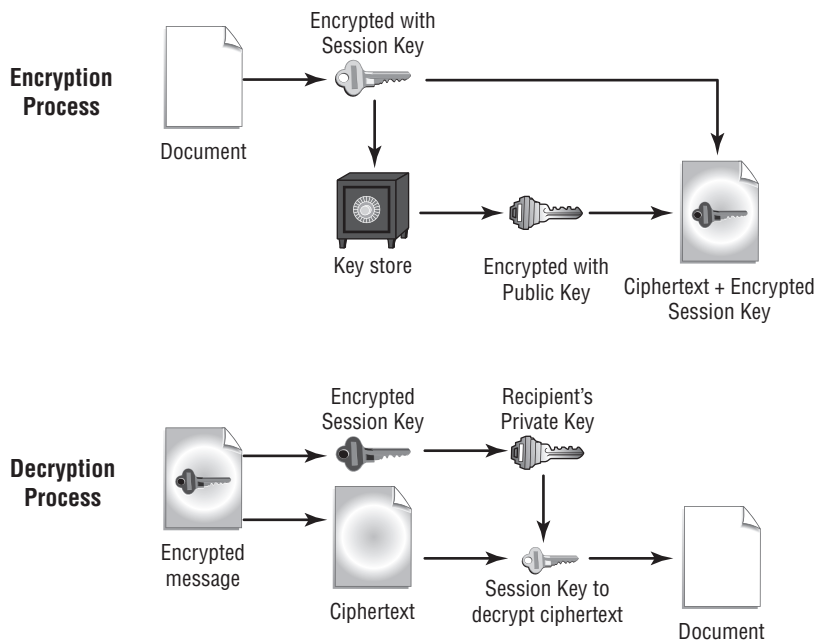 Encrypted with
Session Key
Encryption
Process
Document
Key store
Encrypted with
Public Key
Ciphertext + Encrypted
Session Key
Encrypted
Session Key
Recipient's
Private Key
Decryption
Process
Encrypted
message
Ciphertext
Session Key to
decrypt ciphertext
Document